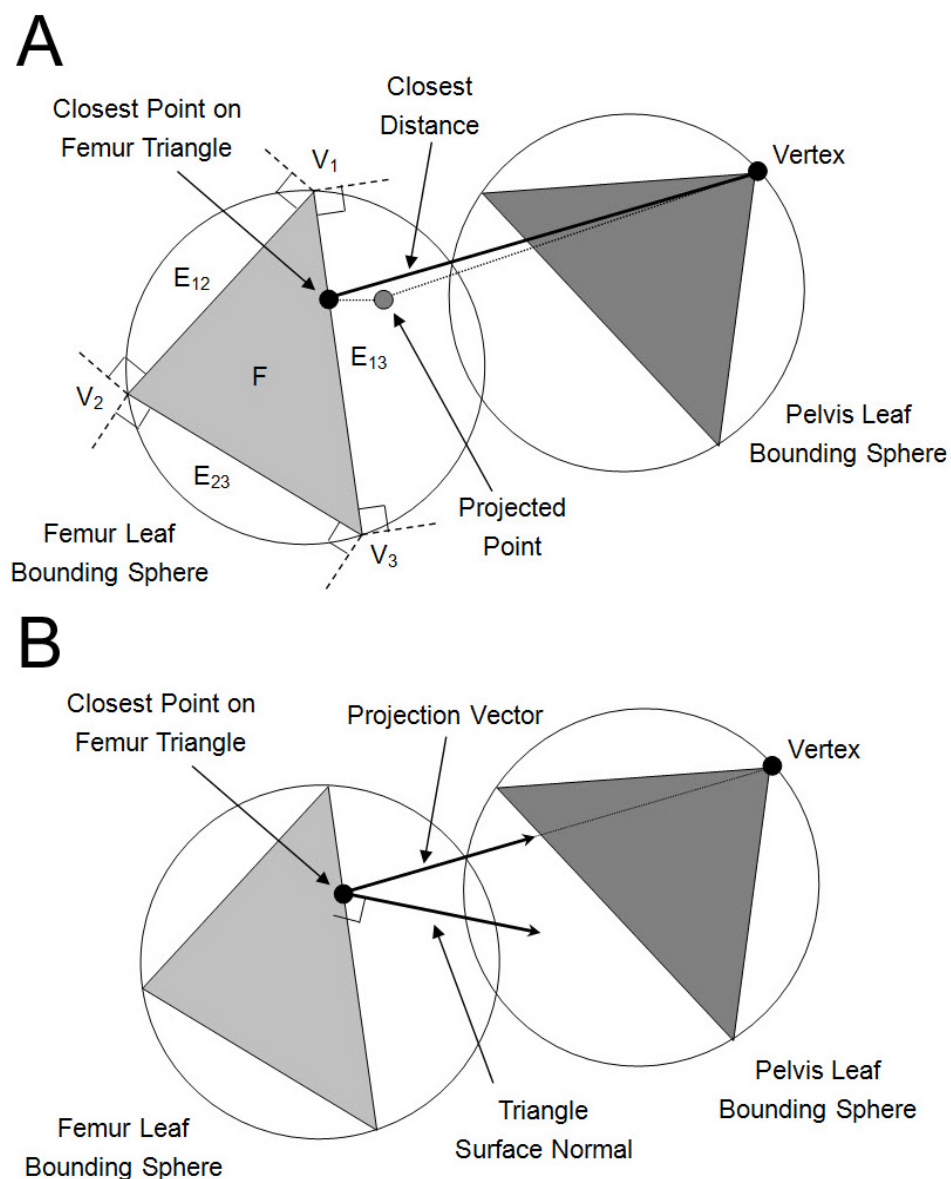 A
Closest Point on
Femur Triangle
Closest
Distance
Vertex
V1
E12
E13
F
V2
E23
V3
Femur Leaf
Bounding Sphere
Projected
Point
Pelvis Leaf
Bounding Sphere
B
Closest Point on
Femur Triangle
Projection Vector
Vertex
Triangle
Surface Normal
Femur Leaf
Bounding Sphere
Pelvis Leaf
Bounding Sphere